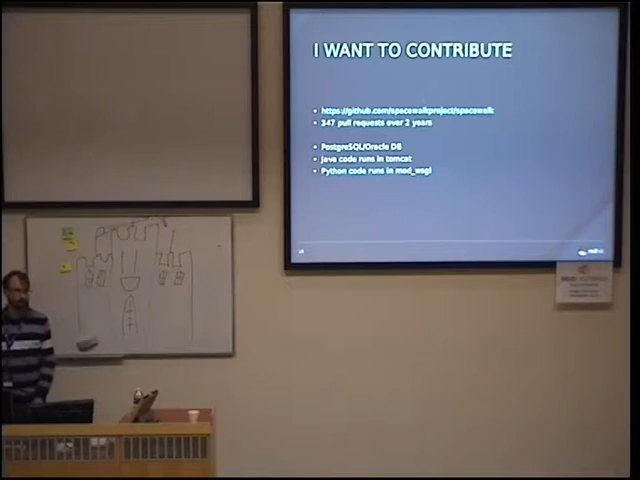 I WANT TO CONTRIBUTE
• https://github.com/spacewalkproject/spacewalk
• 347 pull requests over 2 years
• PostgreSQL/Oracle DB
• Java code runs in tomcat
• Python code runs in mod_wsgi